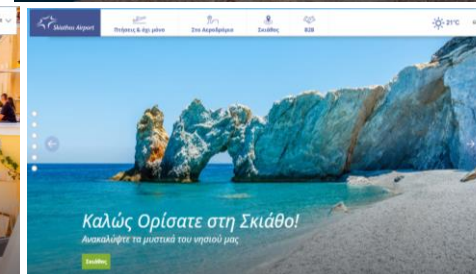 Skiathos Airport
Πτήσεις & όχι μόνο
Στο Αεροδρόμιο
Σκιάθος
B2B
21°C
Καλώς Ορίσατε στη Σκιάθο!
Ανακαλύψτε τα μυστικά του νησιού μας
Σκιάθος